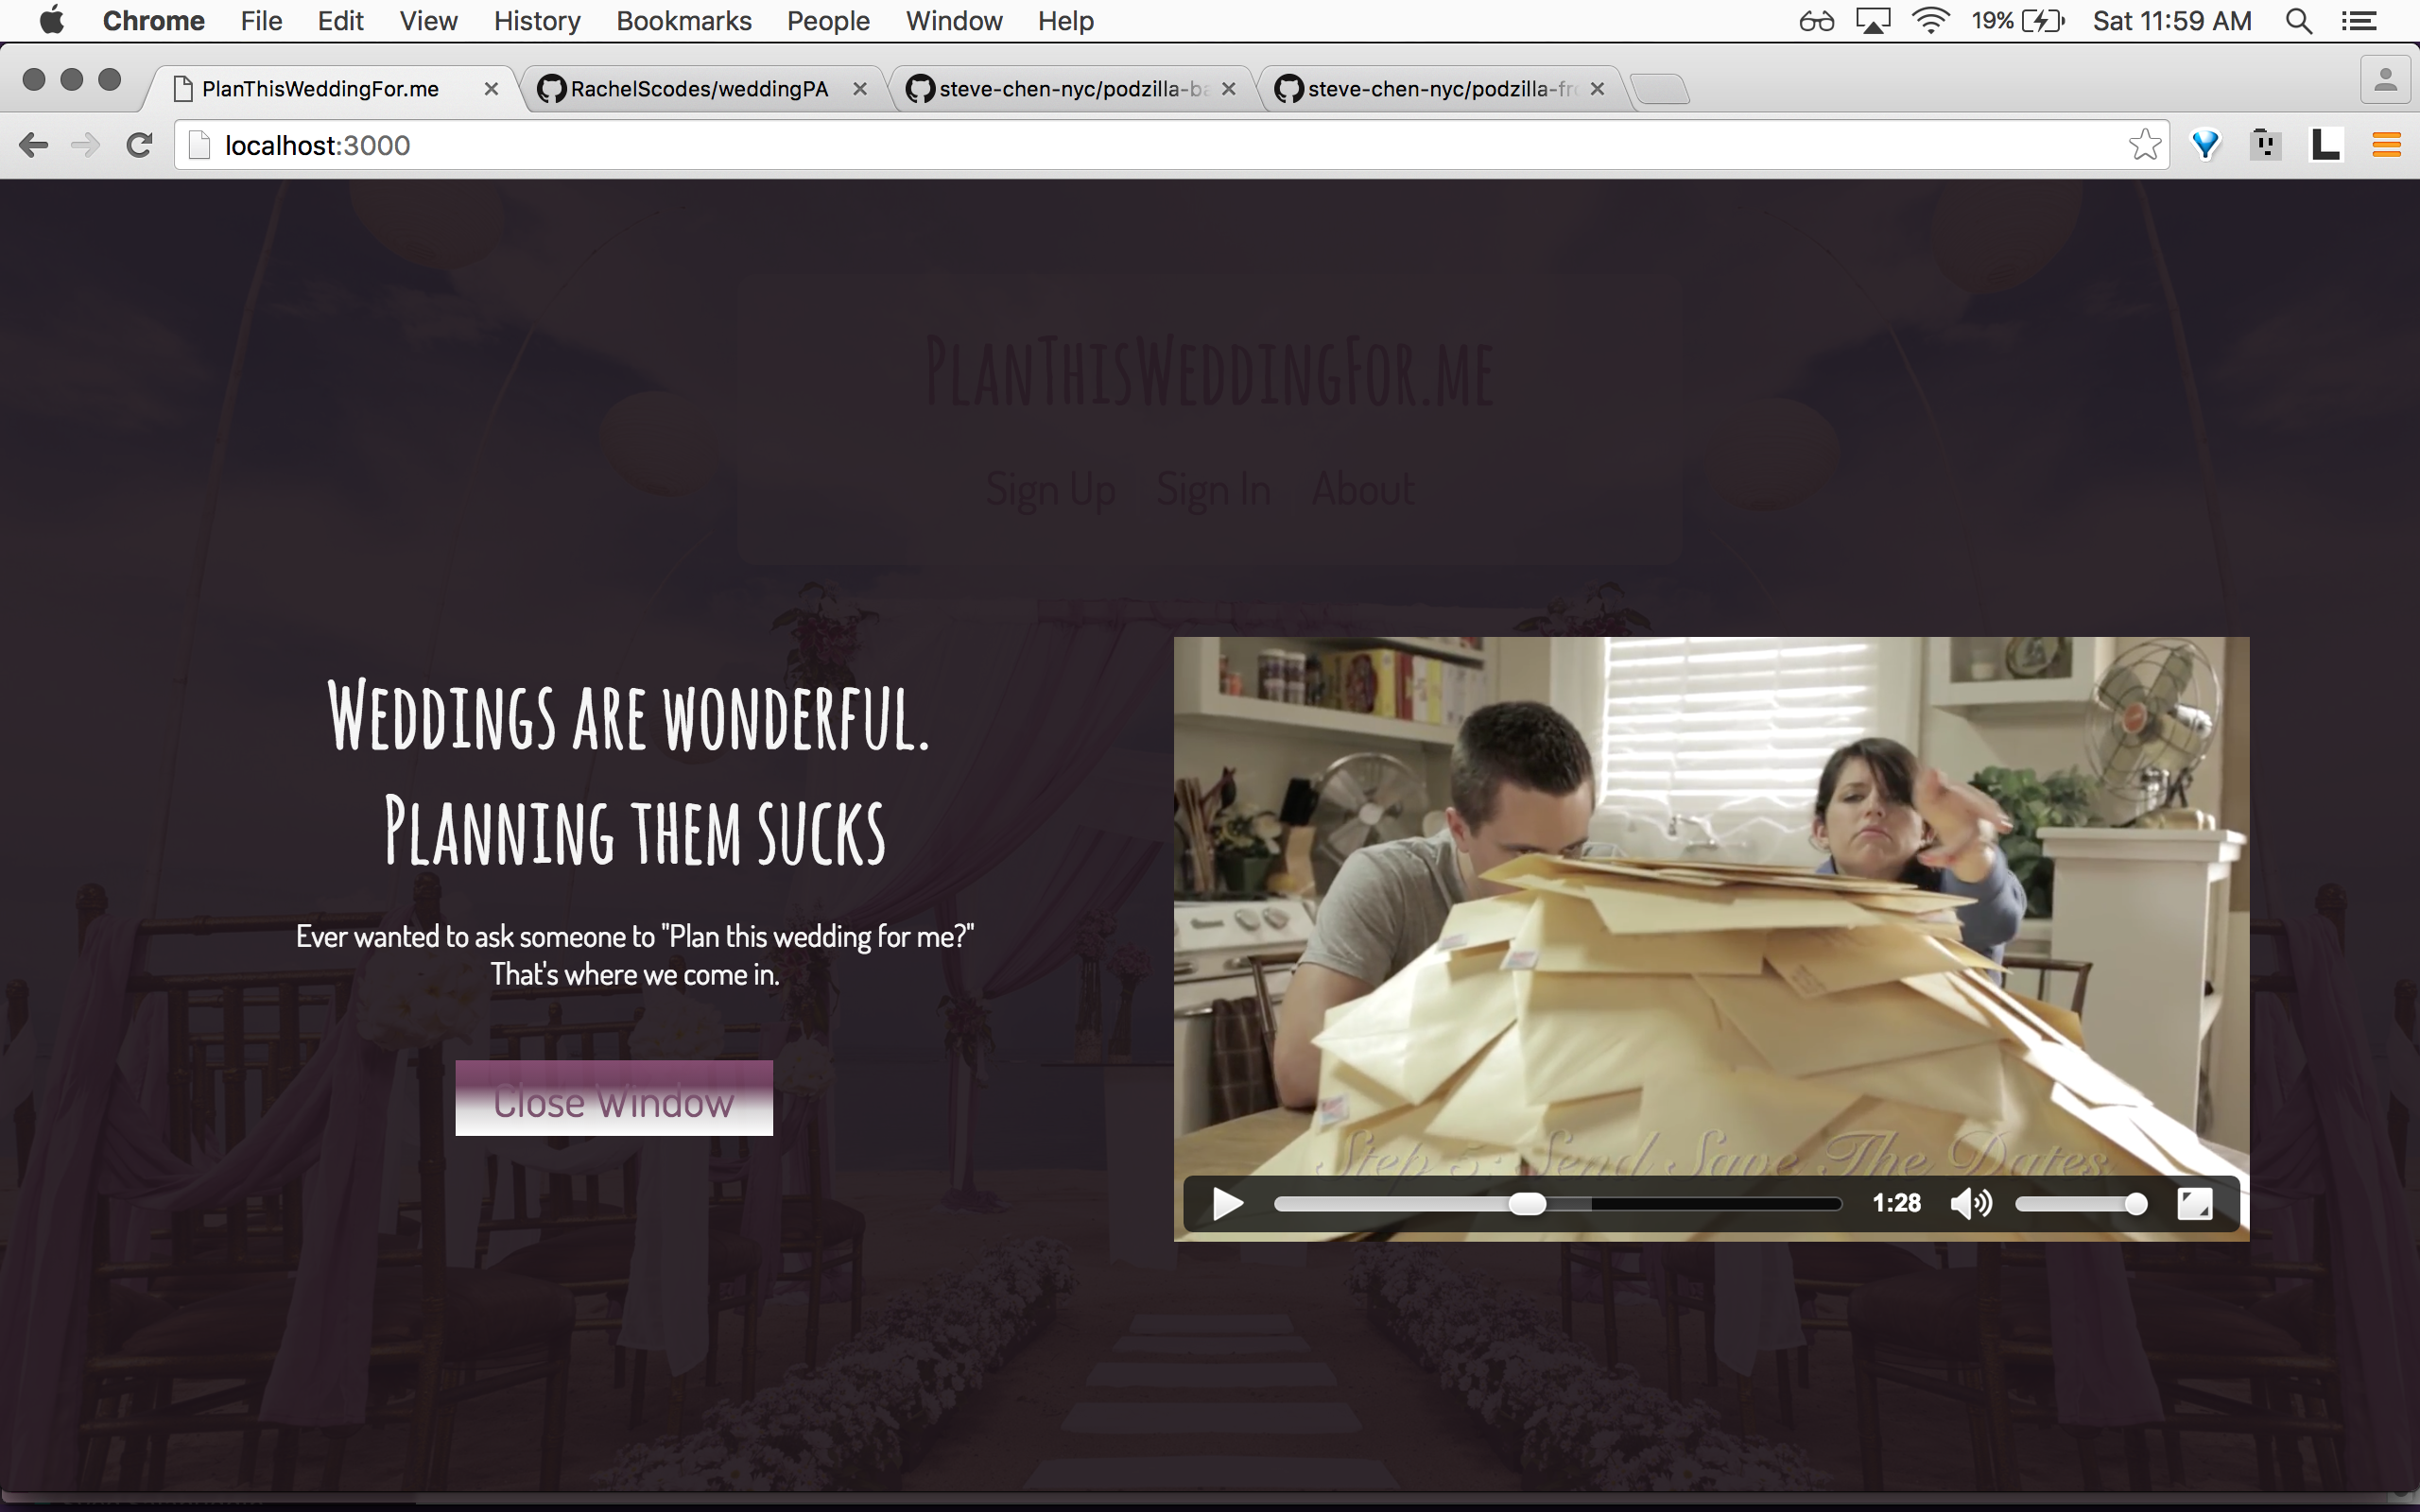 Chrome File Edit View History Bookmarks People Window Help 19% Sat 11:59 AM
PlanThisWeddingFor.me RachelScodes/weddingPA steve-chen-nyc/podzilla-ba steve-chen-nyc/podzilla-fro
localhost:3000
PlanThisWeddingFor.me
Sign Up Sign In About
Weddings are wonderful.
Planning them sucks
Ever wanted to ask someone to "Plan this wedding for me?"
That's where we come in.
Close Window
Step 5: Send Save The Dates
1:28